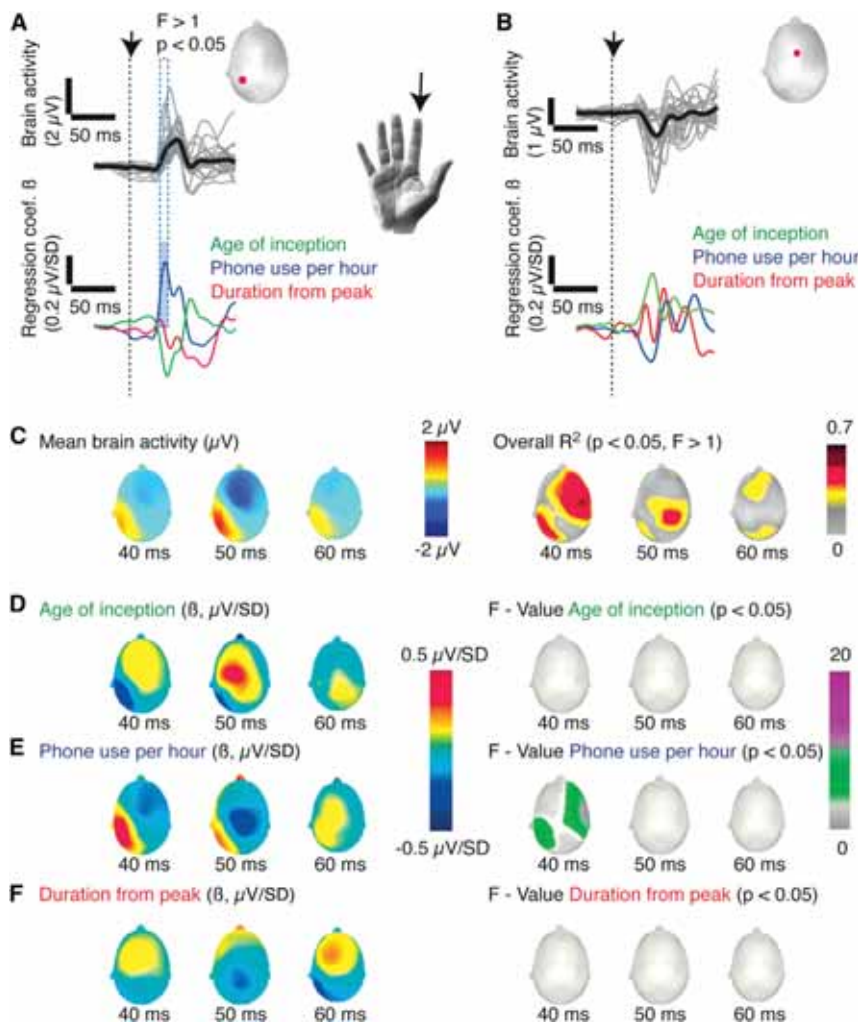 A
F > 1
p < 0.05
Brain activity
(2 µV)
50 ms
Regression coef. ß
(0.2 µV/SD)
50 ms
Age of inception
Phone use per hour
Duration from peak
B
Brain activity
(1 µV)
50 ms
Regression coef. ß
(0.2 µV/SD)
50 ms
Age of inception
Phone use per hour
Duration from peak
C Mean brain activity (µV)
40 ms 50 ms 60 ms
2 µV
-2 µV
Overall R² (p < 0.05, F > 1)
40 ms 50 ms 60 ms
0.7
0
D Age of inception (ß, µV/SD)
40 ms 50 ms 60 ms
F - Value Age of inception (p < 0.05)
40 ms 50 ms 60 ms
0.5 µV/SD
-0.5 µV/SD
20
0
E Phone use per hour (ß, µV/SD)
40 ms 50 ms 60 ms
F - Value Phone use per hour (p < 0.05)
40 ms 50 ms 60 ms
F Duration from peak (ß, µV/SD)
40 ms 50 ms 60 ms
F - Value Duration from peak (p < 0.05)
40 ms 50 ms 60 ms